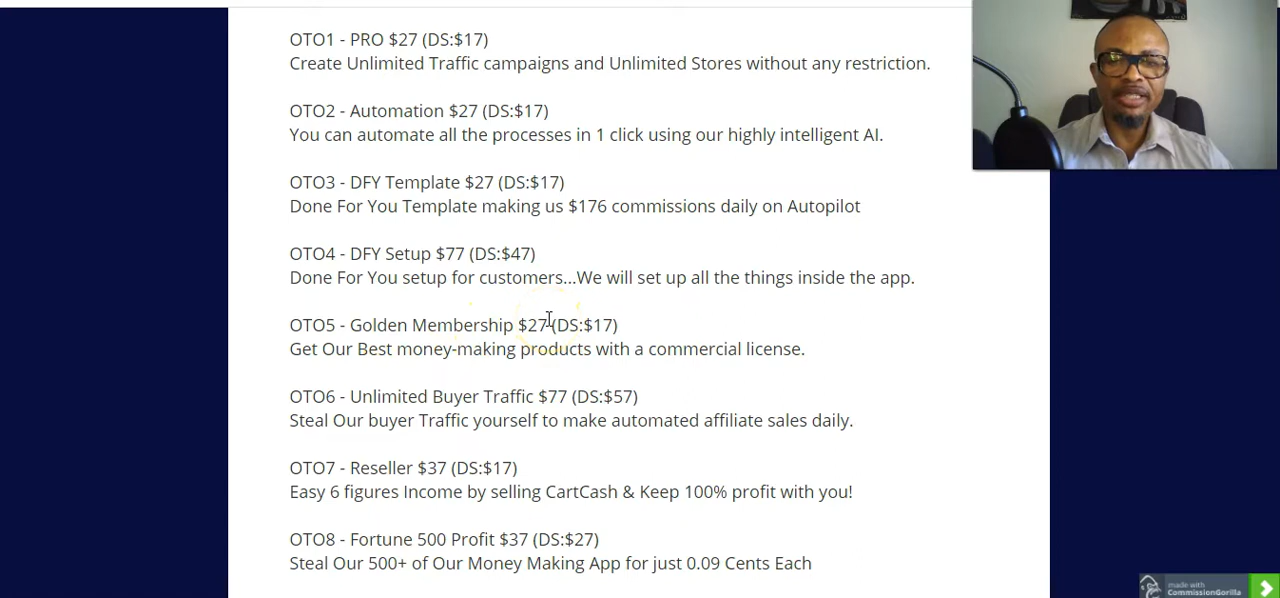 OTO1 - PRO $27 (DS:$17)
Create Unlimited Traffic campaigns and Unlimited Stores without any restriction.
OTO2 - Automation $27 (DS:$17)
You can automate all the processes in 1 click using our highly intelligent AI.
OTO3 - DFY Template $27 (DS:$17)
Done For You Template making us $176 commissions daily on Autopilot
OTO4 - DFY Setup $77 (DS:$47)
Done For You setup for customers...We will set up all the things inside the app.
OTO5 - Golden Membership $27 (DS:$17)
Get Our Best money-making products with a commercial license.
OTO6 - Unlimited Buyer Traffic $77 (DS:$57)
Steal Our buyer Traffic yourself to make automated affiliate sales daily.
OTO7 - Reseller $37 (DS:$17)
Easy 6 figures Income by selling CartCash & Keep 100% profit with you!
OTO8 - Fortune 500 Profit $37 (DS:$27)
Steal Our 500+ of Our Money Making App for just 0.09 Cents Each
made with
CommissionGorilla